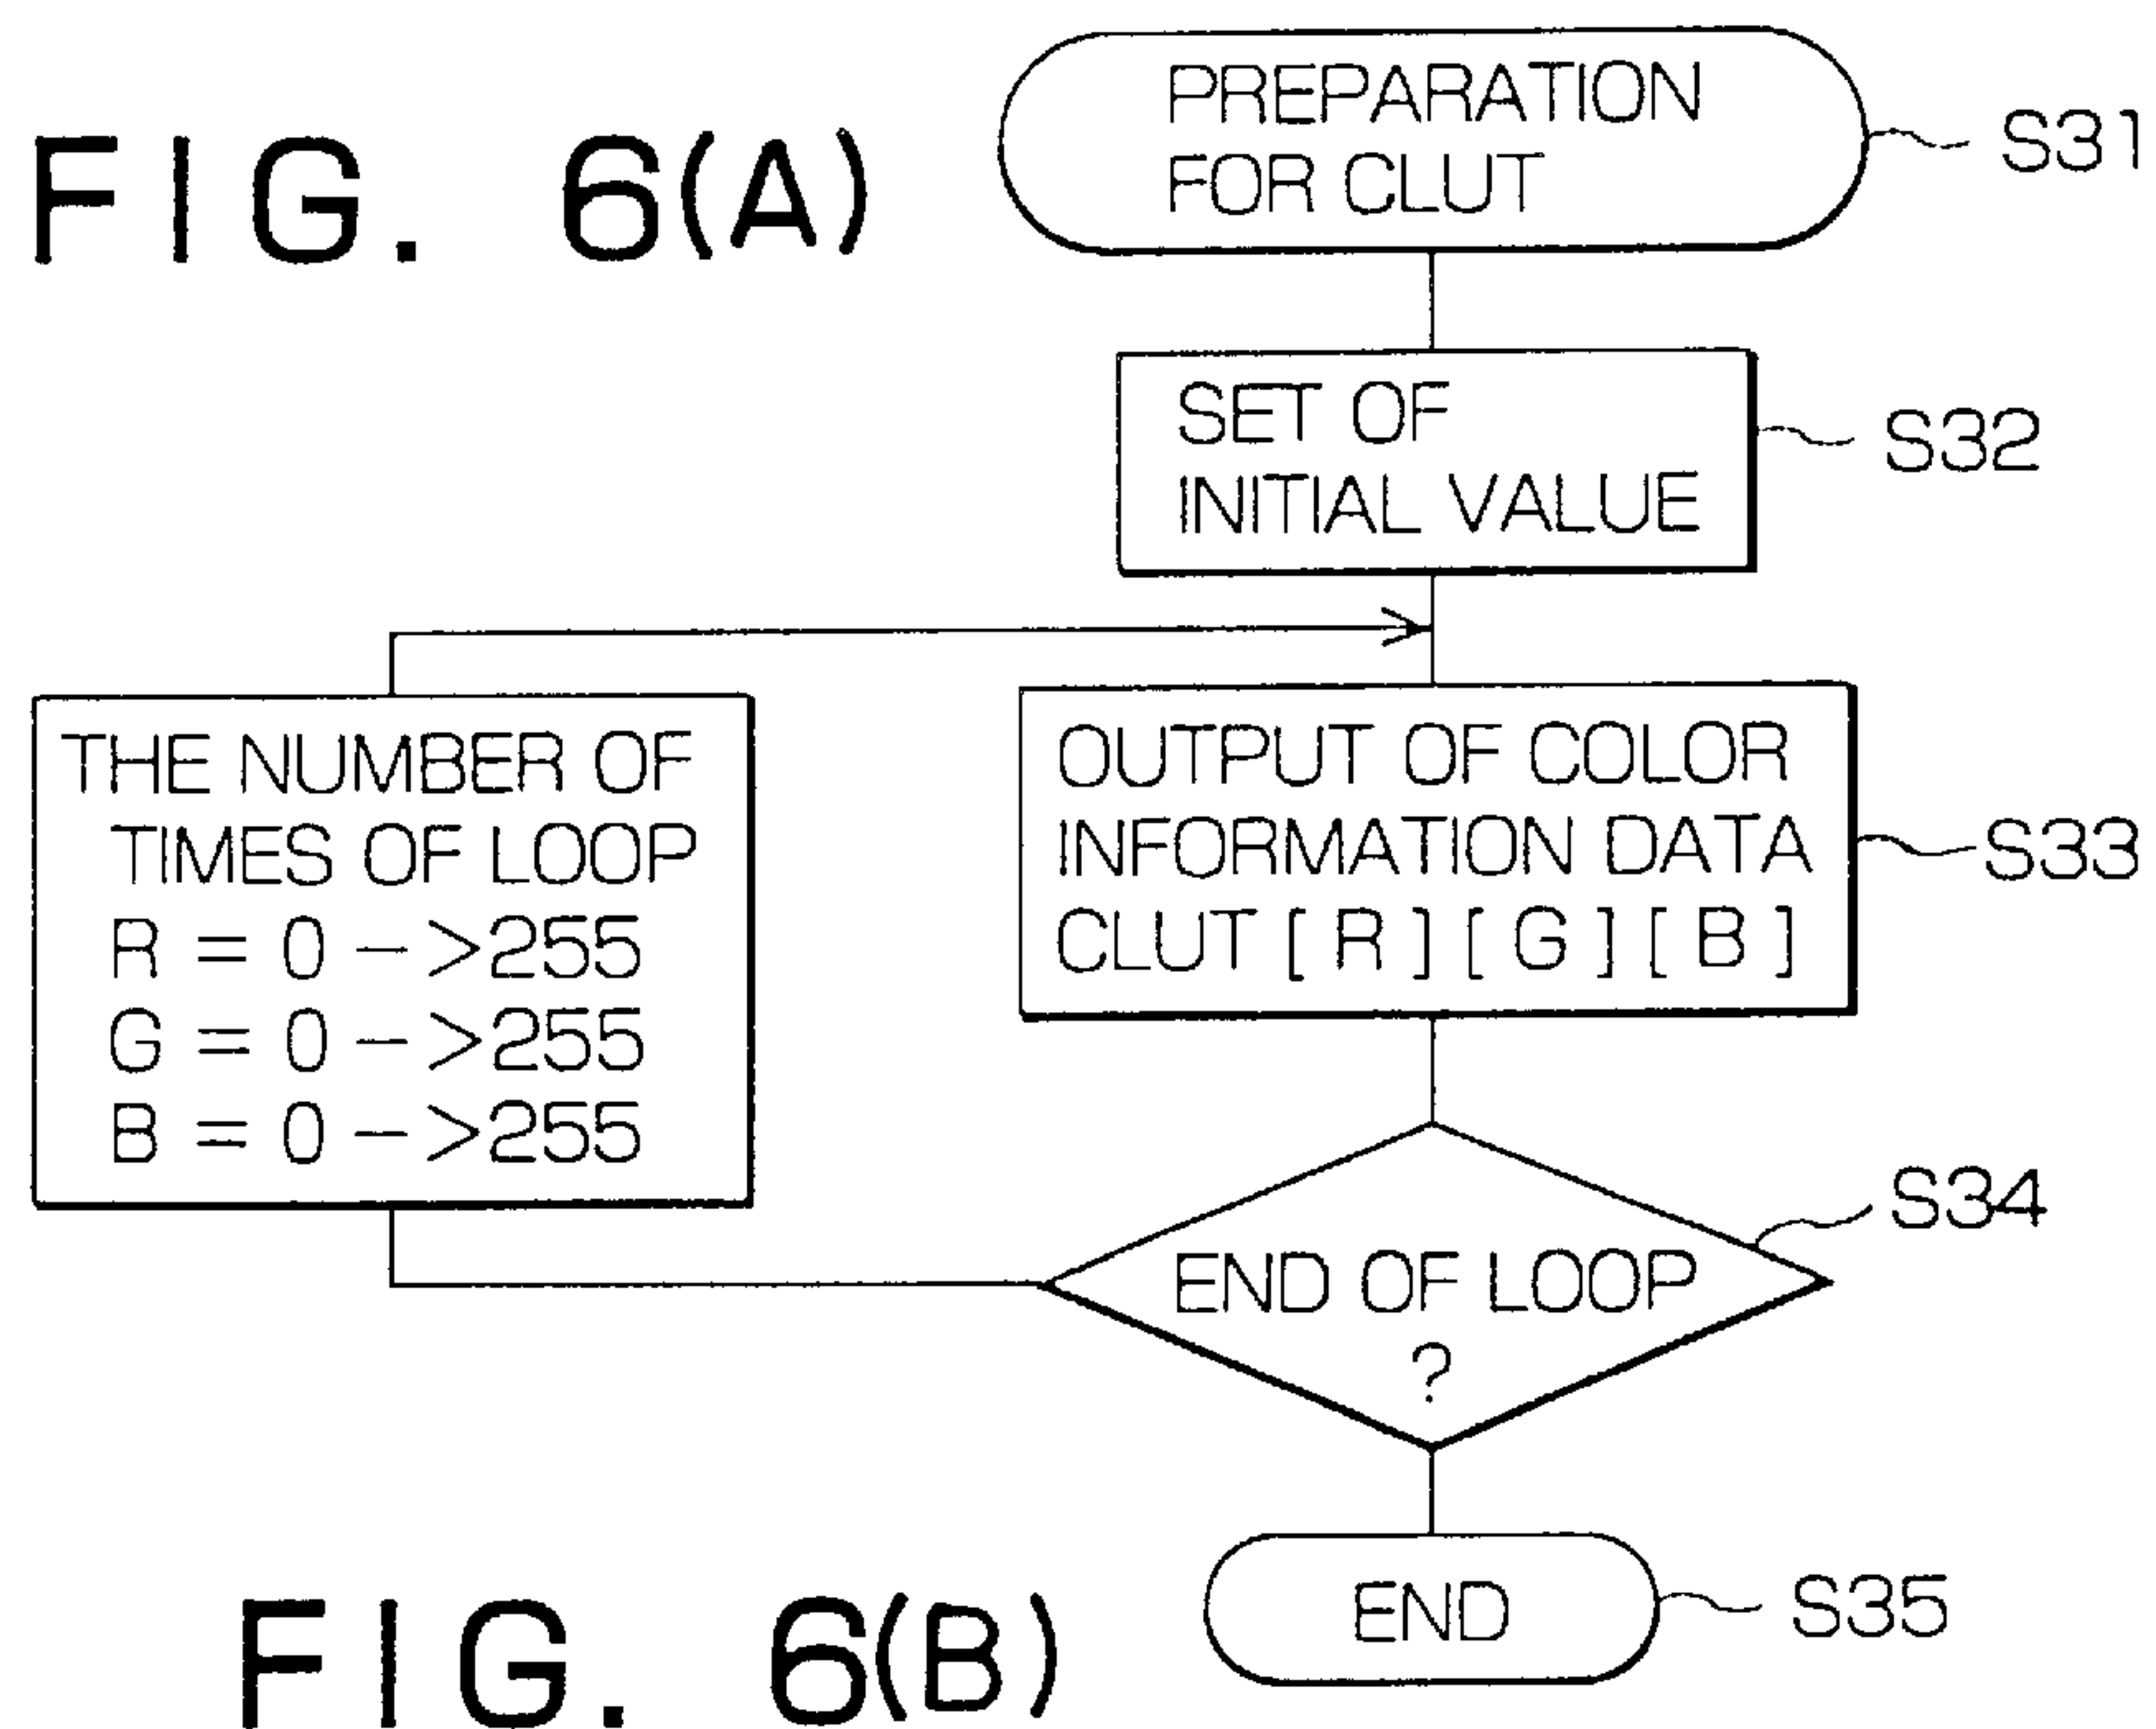 FIG. 6(A)
PREPARATION
FOR CLUT
S31
SET OF
INITIAL VALUE
S32
THE NUMBER OF
TIMES OF LOOP
R = 0 - >255
G = 0 - >255
B = 0 - >255
OUTPUT OF COLOR
INFORMATION DATA
CLUT [ R ] [ G ] [ B ]
S33
END OF LOOP
?
S34
END
S35
FIG. 6(B)